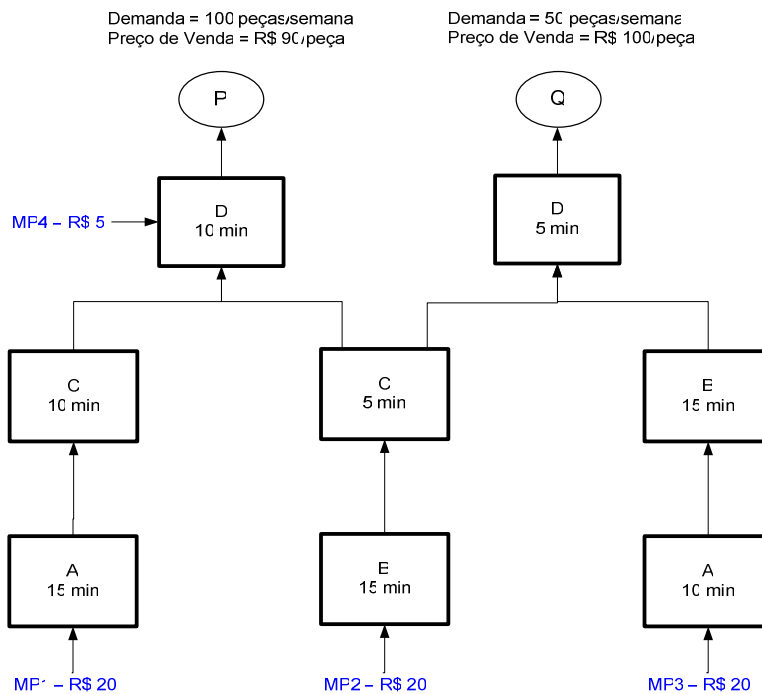 Demanda = 100 peças/semana
Preço de Venda = R$ 90/peça
Demanda = 50 peças/semana
Preço de Venda = R$ 100/peça
P
Q
D
10 min
D
5 min
MP4 – R$ 5
C
10 min
C
5 min
B
15 min
A
15 min
B
15 min
A
10 min
MP1 – R$ 20
MP2 – R$ 20
MP3 – R$ 20